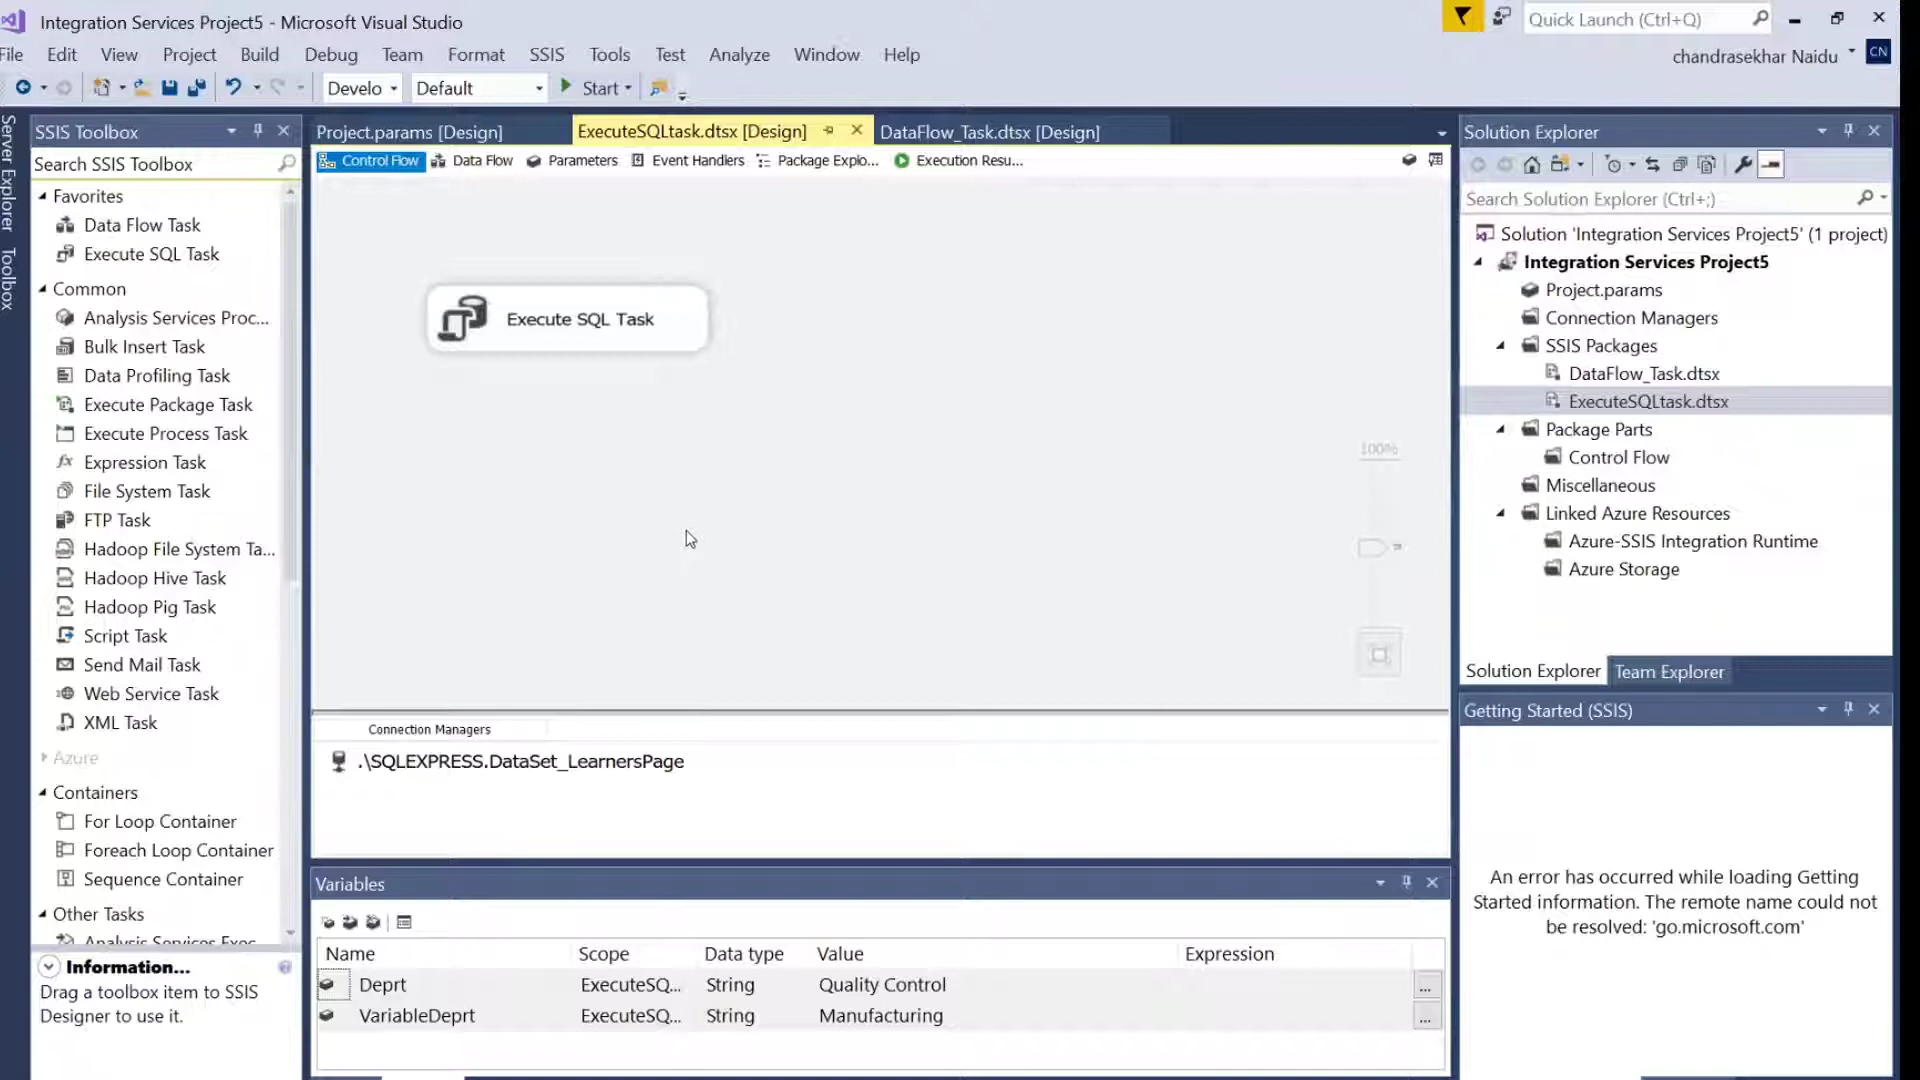 Integration Services Project5 - Microsoft Visual Studio
Quick Launch (Ctrl+Q)
File Edit View Project Build Debug Team Format SSIS Tools Test Analyze Window Help
chandrasekhar Naidu
CN
Develo Default Start
Server Explorer
Toolbox
SSIS Toolbox
Search SSIS Toolbox
Favorites
Data Flow Task
Execute SQL Task
Common
Analysis Services Proc...
Bulk Insert Task
Data Profiling Task
Execute Package Task
Execute Process Task
Expression Task
File System Task
FTP Task
Hadoop File System Ta...
Hadoop Hive Task
Hadoop Pig Task
Script Task
Send Mail Task
Web Service Task
XML Task
Azure
Containers
For Loop Container
Foreach Loop Container
Sequence Container
Other Tasks
Analysis Services Exec
Information...
Drag a toolbox item to SSIS
Designer to use it.
Project.params [Design] ExecuteSQLtask.dtsx [Design] DataFlow_Task.dtsx [Design]
Control Flow Data Flow Parameters Event Handlers Package Explo... Execution Resu...
Execute SQL Task
100%
Connection Managers
.\SQLEXPRESS.DataSet_LearnersPage
Variables
Name Scope Data type Value Expression
Deprt ExecuteSQ... String Quality Control ...
VariableDeprt ExecuteSQ... String Manufacturing ...
Solution Explorer
Search Solution Explorer (Ctrl+;)
Solution 'Integration Services Project5' (1 project)
Integration Services Project5
Project.params
Connection Managers
SSIS Packages
DataFlow_Task.dtsx
ExecuteSQLtask.dtsx
Package Parts
Control Flow
Miscellaneous
Linked Azure Resources
Azure-SSIS Integration Runtime
Azure Storage
Solution Explorer Team Explorer
Getting Started (SSIS)
An error has occurred while loading Getting
Started information. The remote name could not
be resolved: 'go.microsoft.com'